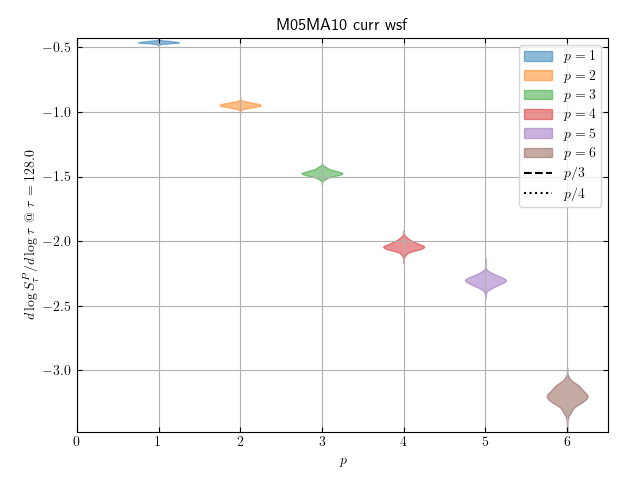 M05MA10 curr wsf
d log S_τ^P / d log τ @ τ = 128.0
−0.5
−1.0
−1.5
−2.0
−2.5
−3.0
p = 1
p = 2
p = 3
p = 4
p = 5
p = 6
p/3
p/4
0 1 2 3 4 5 6
p